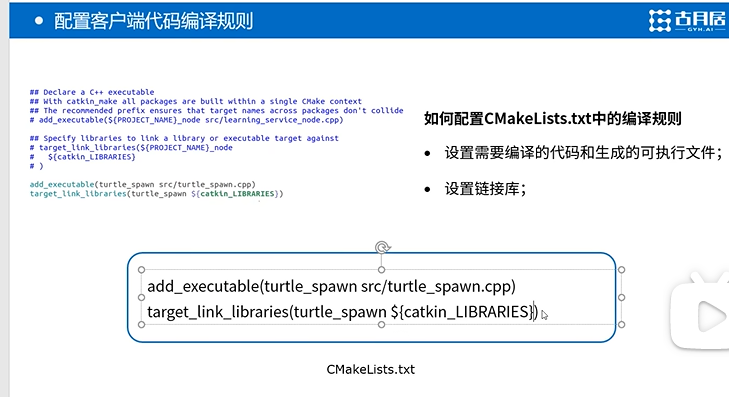 配置客户端代码编译规则
古月居
GYH.AI
## Declare a C++ executable
## With catkin_make all packages are built within a single CMake context
## The recommended prefix ensures that target names across packages don't collide
# add_executable(${PROJECT_NAME}_node src/learning_service_node.cpp)
## Specify libraries to link a library or executable target against
# target_link_libraries(${PROJECT_NAME}_node
#   ${catkin_LIBRARIES}
# )
add_executable(turtle_spawn src/turtle_spawn.cpp)
target_link_libraries(turtle_spawn ${catkin_LIBRARIES})
如何配置CMakeLists.txt中的编译规则
• 设置需要编译的代码和生成的可执行文件；
• 设置链接库；
add_executable(turtle_spawn src/turtle_spawn.cpp)
target_link_libraries(turtle_spawn ${catkin_LIBRARIES})
CMakeLists.txt